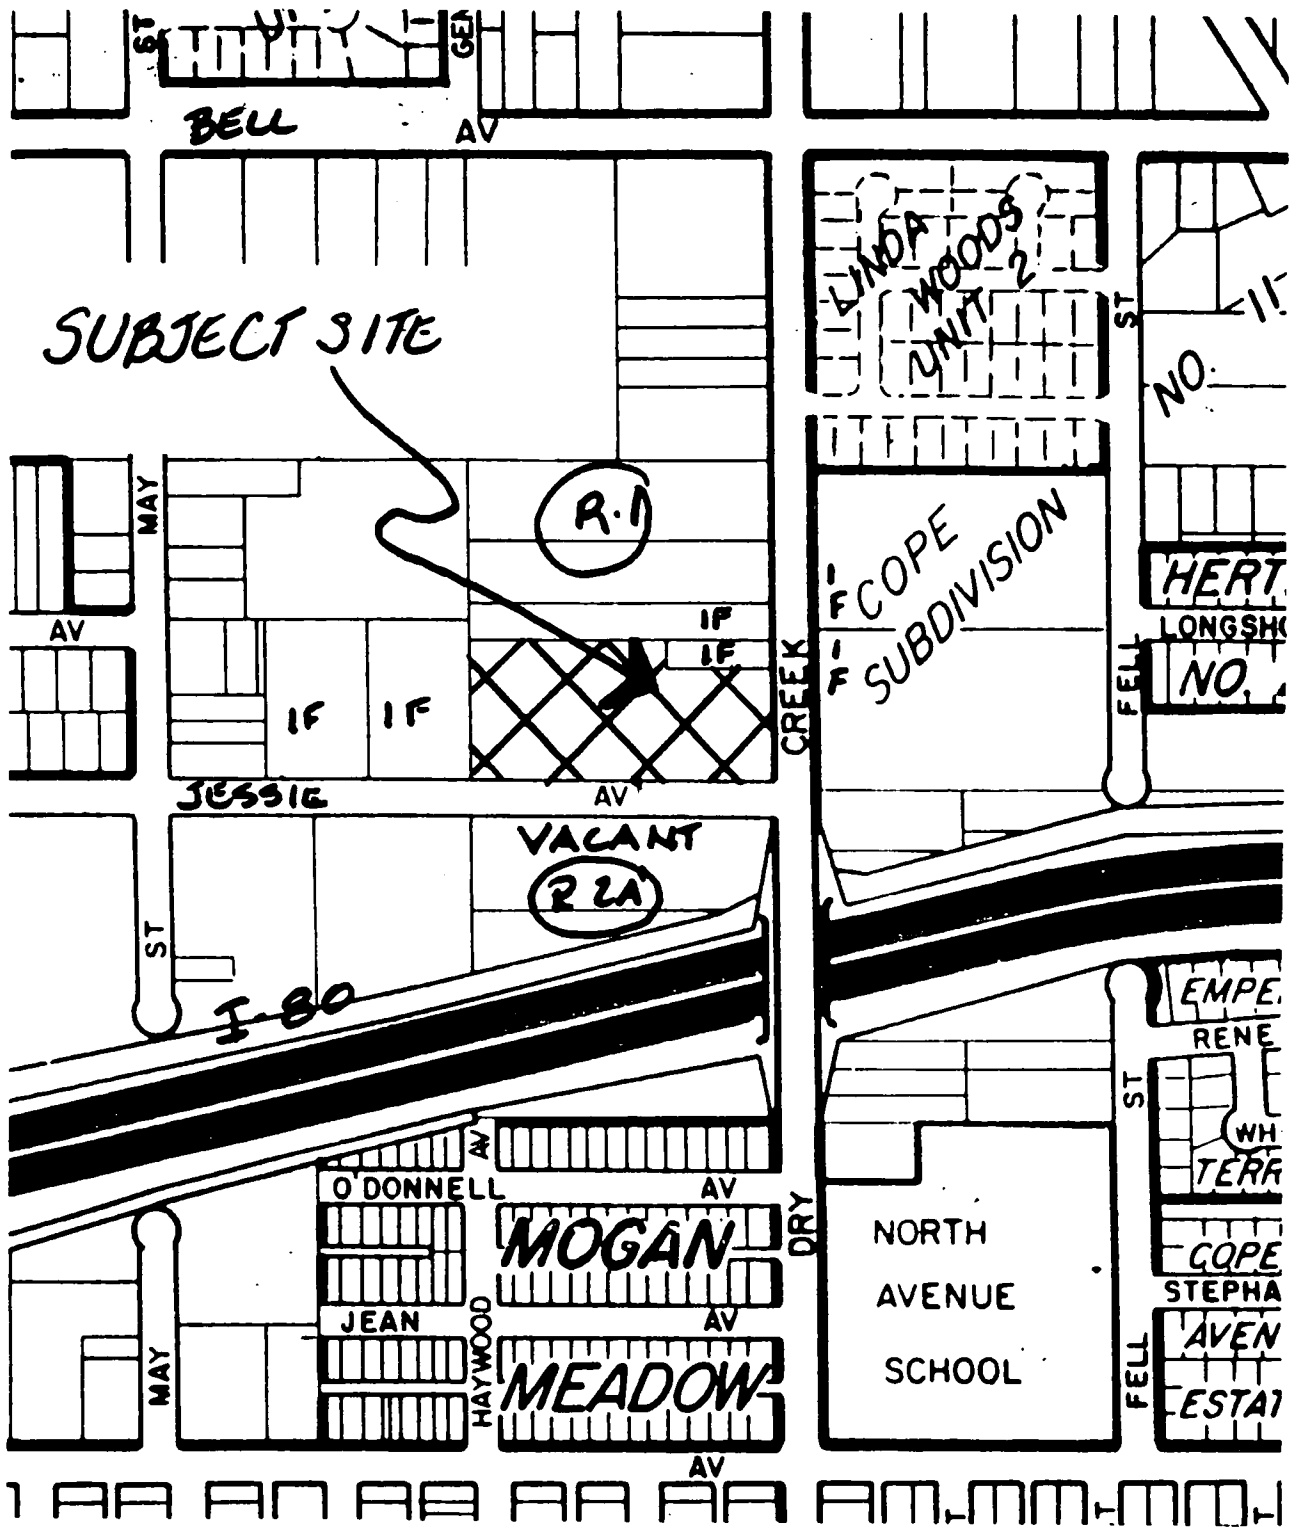 ST
GEN
BELL
AV
LINDA
WOODS
UNIT 2
ST
NO.
SUBJECT SITE
MAY
R-1
COPE
SUBDIVISION
1F
1F
HERT
AV
1F
1F
LONGSH
NO.
CREEK
FELL
1F
1F
JESSIE
AV
VACANT
R 2A
ST
I-80
EMPE
RENE
ST
AV
WH
TERR
O'DONNELL
AV
DRY
MOGAN
NORTH
AVENUE
SCHOOL
COPE
STEPHA
JEAN
HAYWOOD
AV
AVEN
MAY
MEADOW
FELL
ESTAT
AV